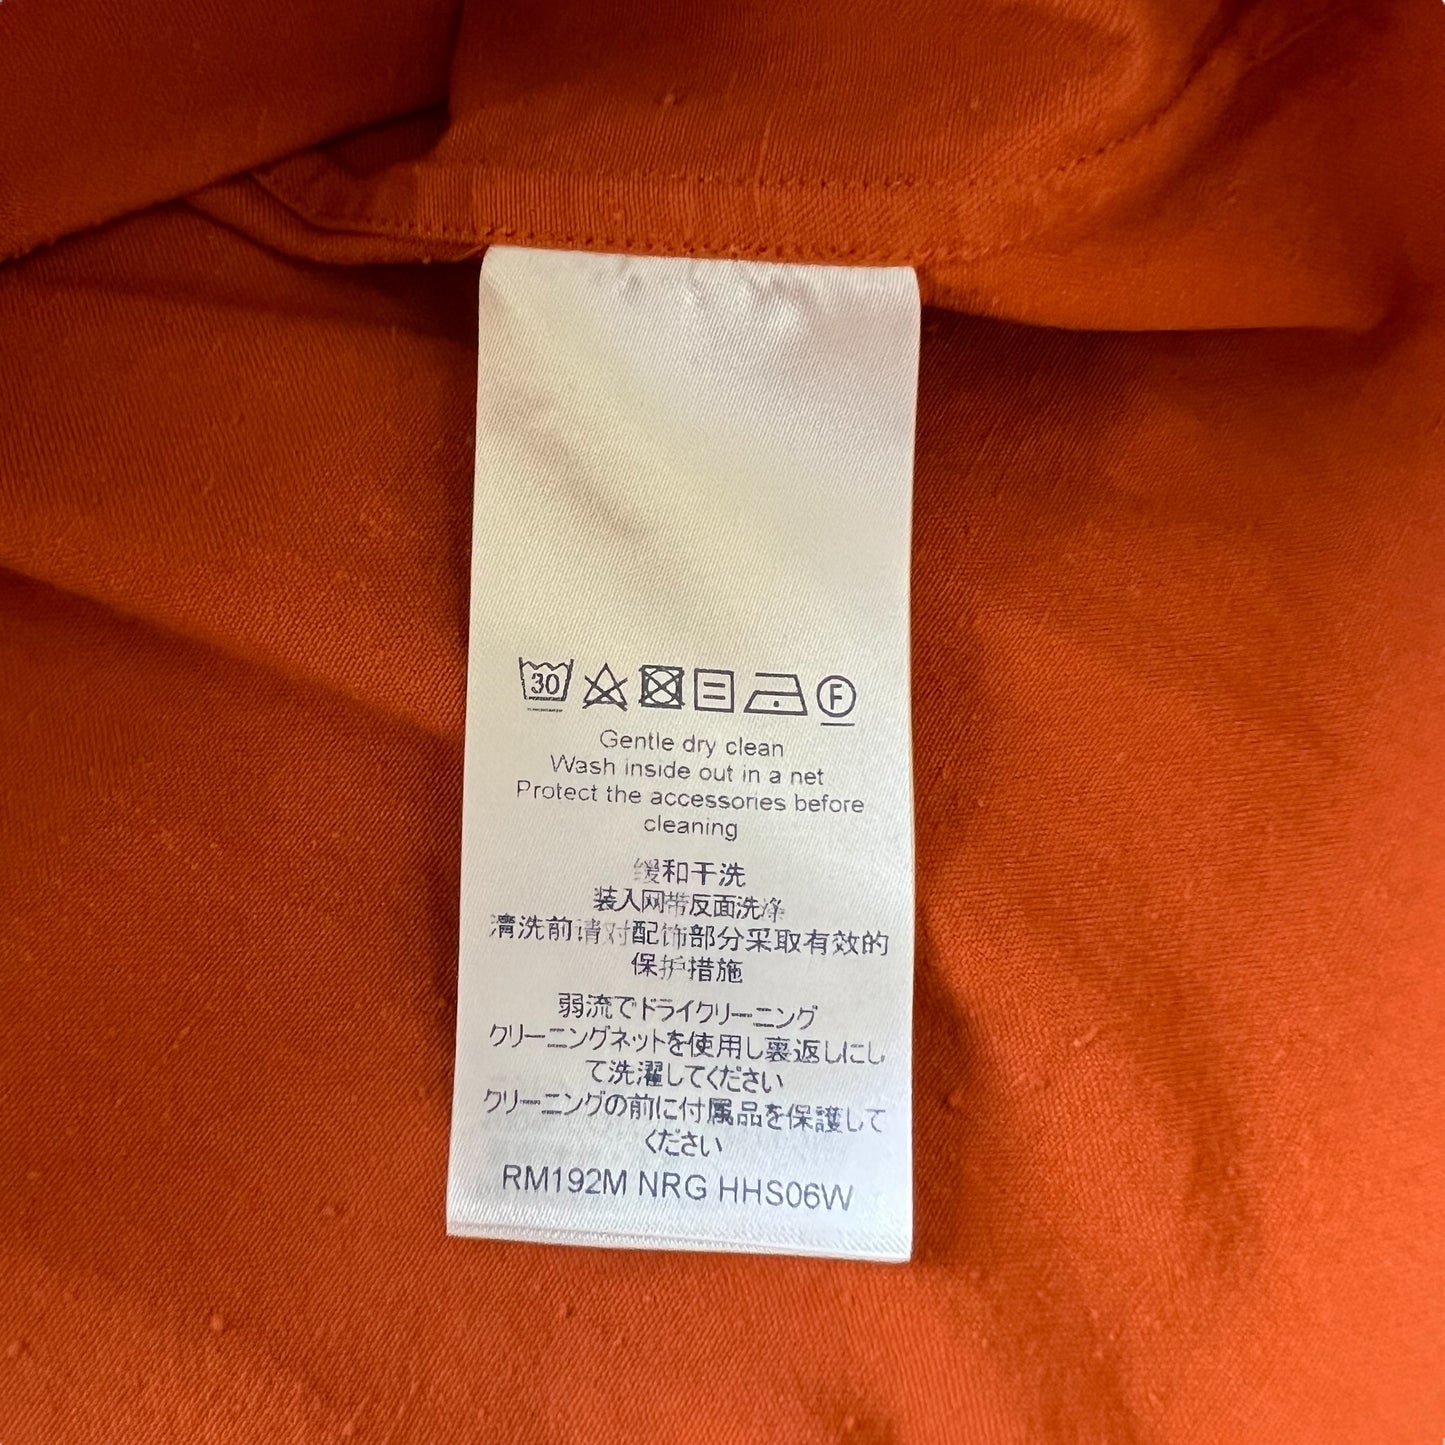 30 F
Gentle dry clean
Wash inside out in a net
Protect the accessories before
cleaning
缓和干洗
装入网带反面洗涤
清洗前请对配饰部分采取有效的
保护措施
弱流でドライクリーニング
クリーニングネットを使用し裏返しにし
て洗濯してください
クリーニングの前に付属品を保護して
ください
RM192M NRG HHS06W